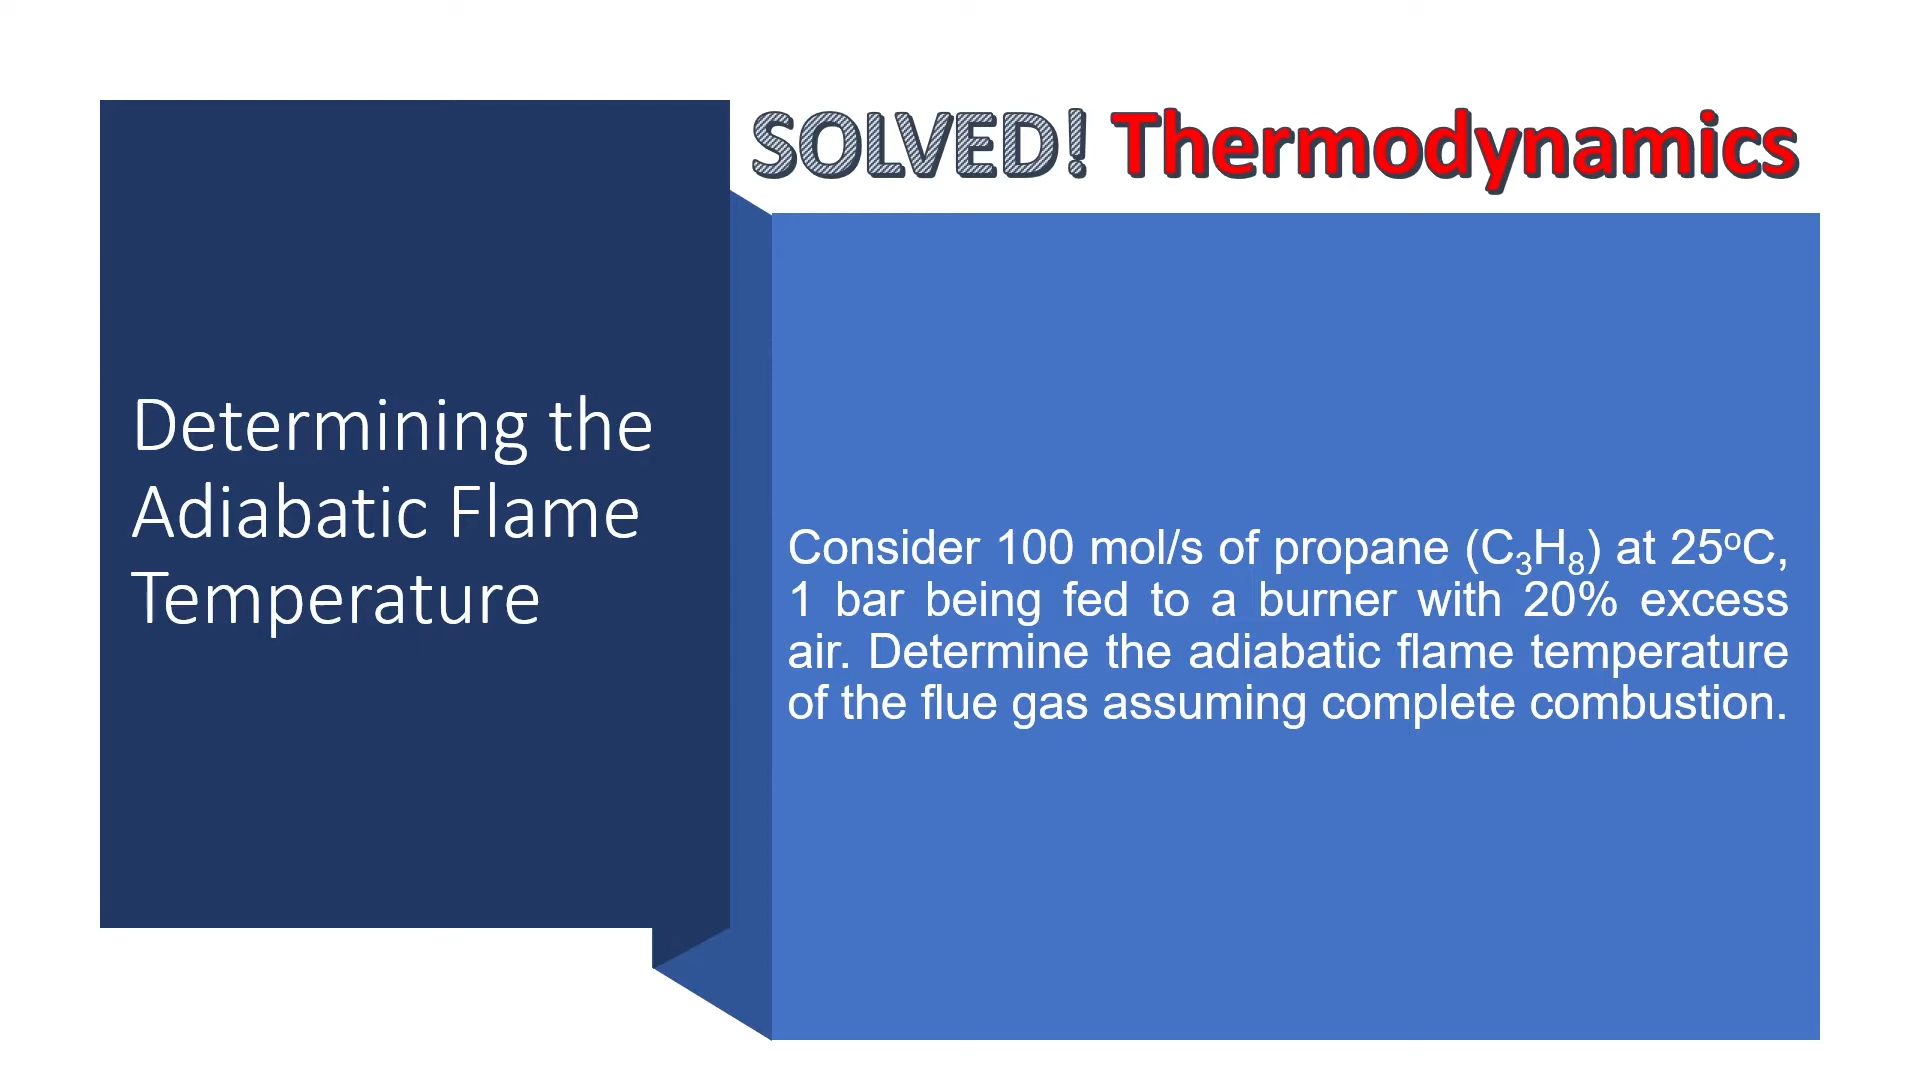 SOLVED! Thermodynamics
Determining the
Adiabatic Flame
Temperature
Consider 100 mol/s of propane (C₃H₈) at 25ºC,
1 bar being fed to a burner with 20% excess
air. Determine the adiabatic flame temperature
of the flue gas assuming complete combustion.